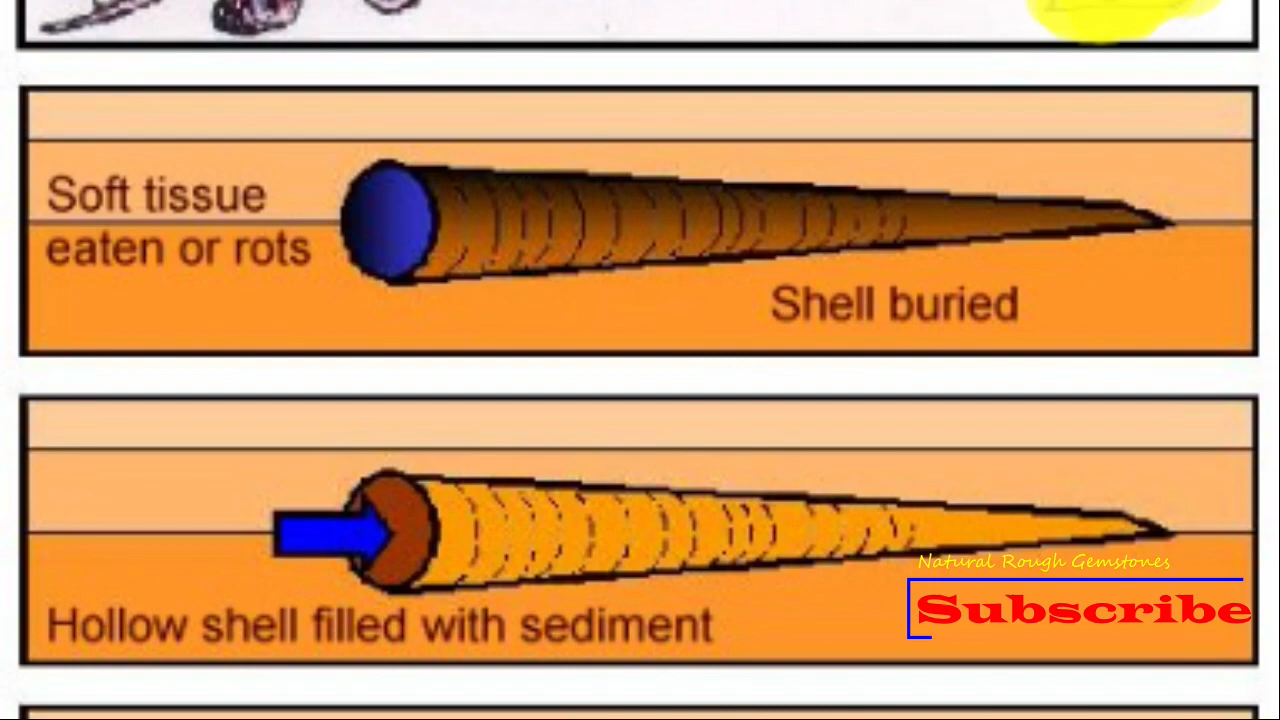 Soft tissue
eaten or rots
Shell buried
Hollow shell filled with sediment
Natural Rough Gemstones
Subscribe